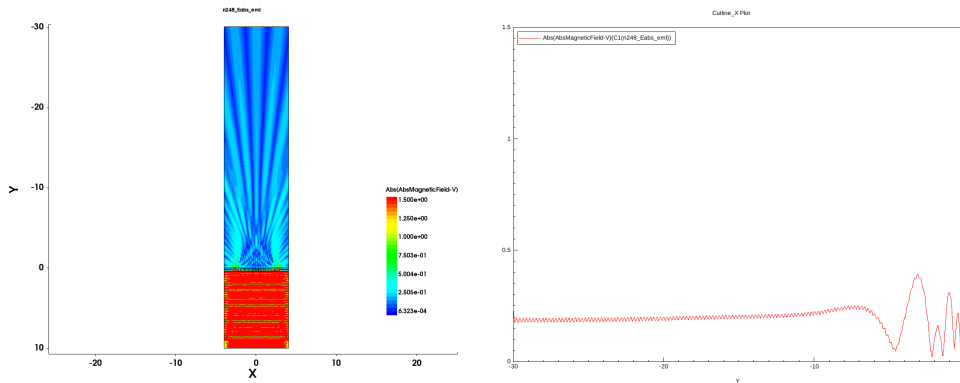 n248_Eabs_eml
-30
-20
-30
0
10
Y
-20
-10
0
10
20
X
Abs(AbsMagneticField-V)
1.500e+00
1.250e+00
1.000e+00
7.503e-01
5.004e-01
2.505e-01
6.323e-04
Cutline_X Plot
Abs(AbsMagneticField-V)(C1(n248_Eabs_eml))
1.5
1
0.5
0
-30
-20
-10
Y